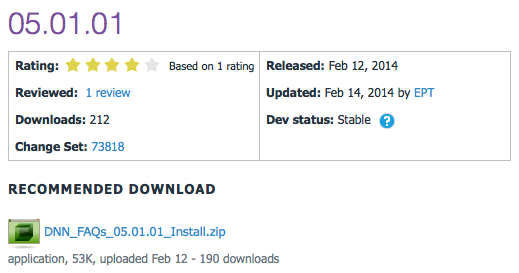 05.01.01
Rating: Based on 1 rating
Reviewed: 1 review
Downloads: 212
Change Set: 73818
Released: Feb 12, 2014
Updated: Feb 14, 2014 by EPT
Dev status: Stable ?
RECOMMENDED DOWNLOAD
DNN_FAQs_05.01.01_Install.zip
application, 53K, uploaded Feb 12 - 190 downloads